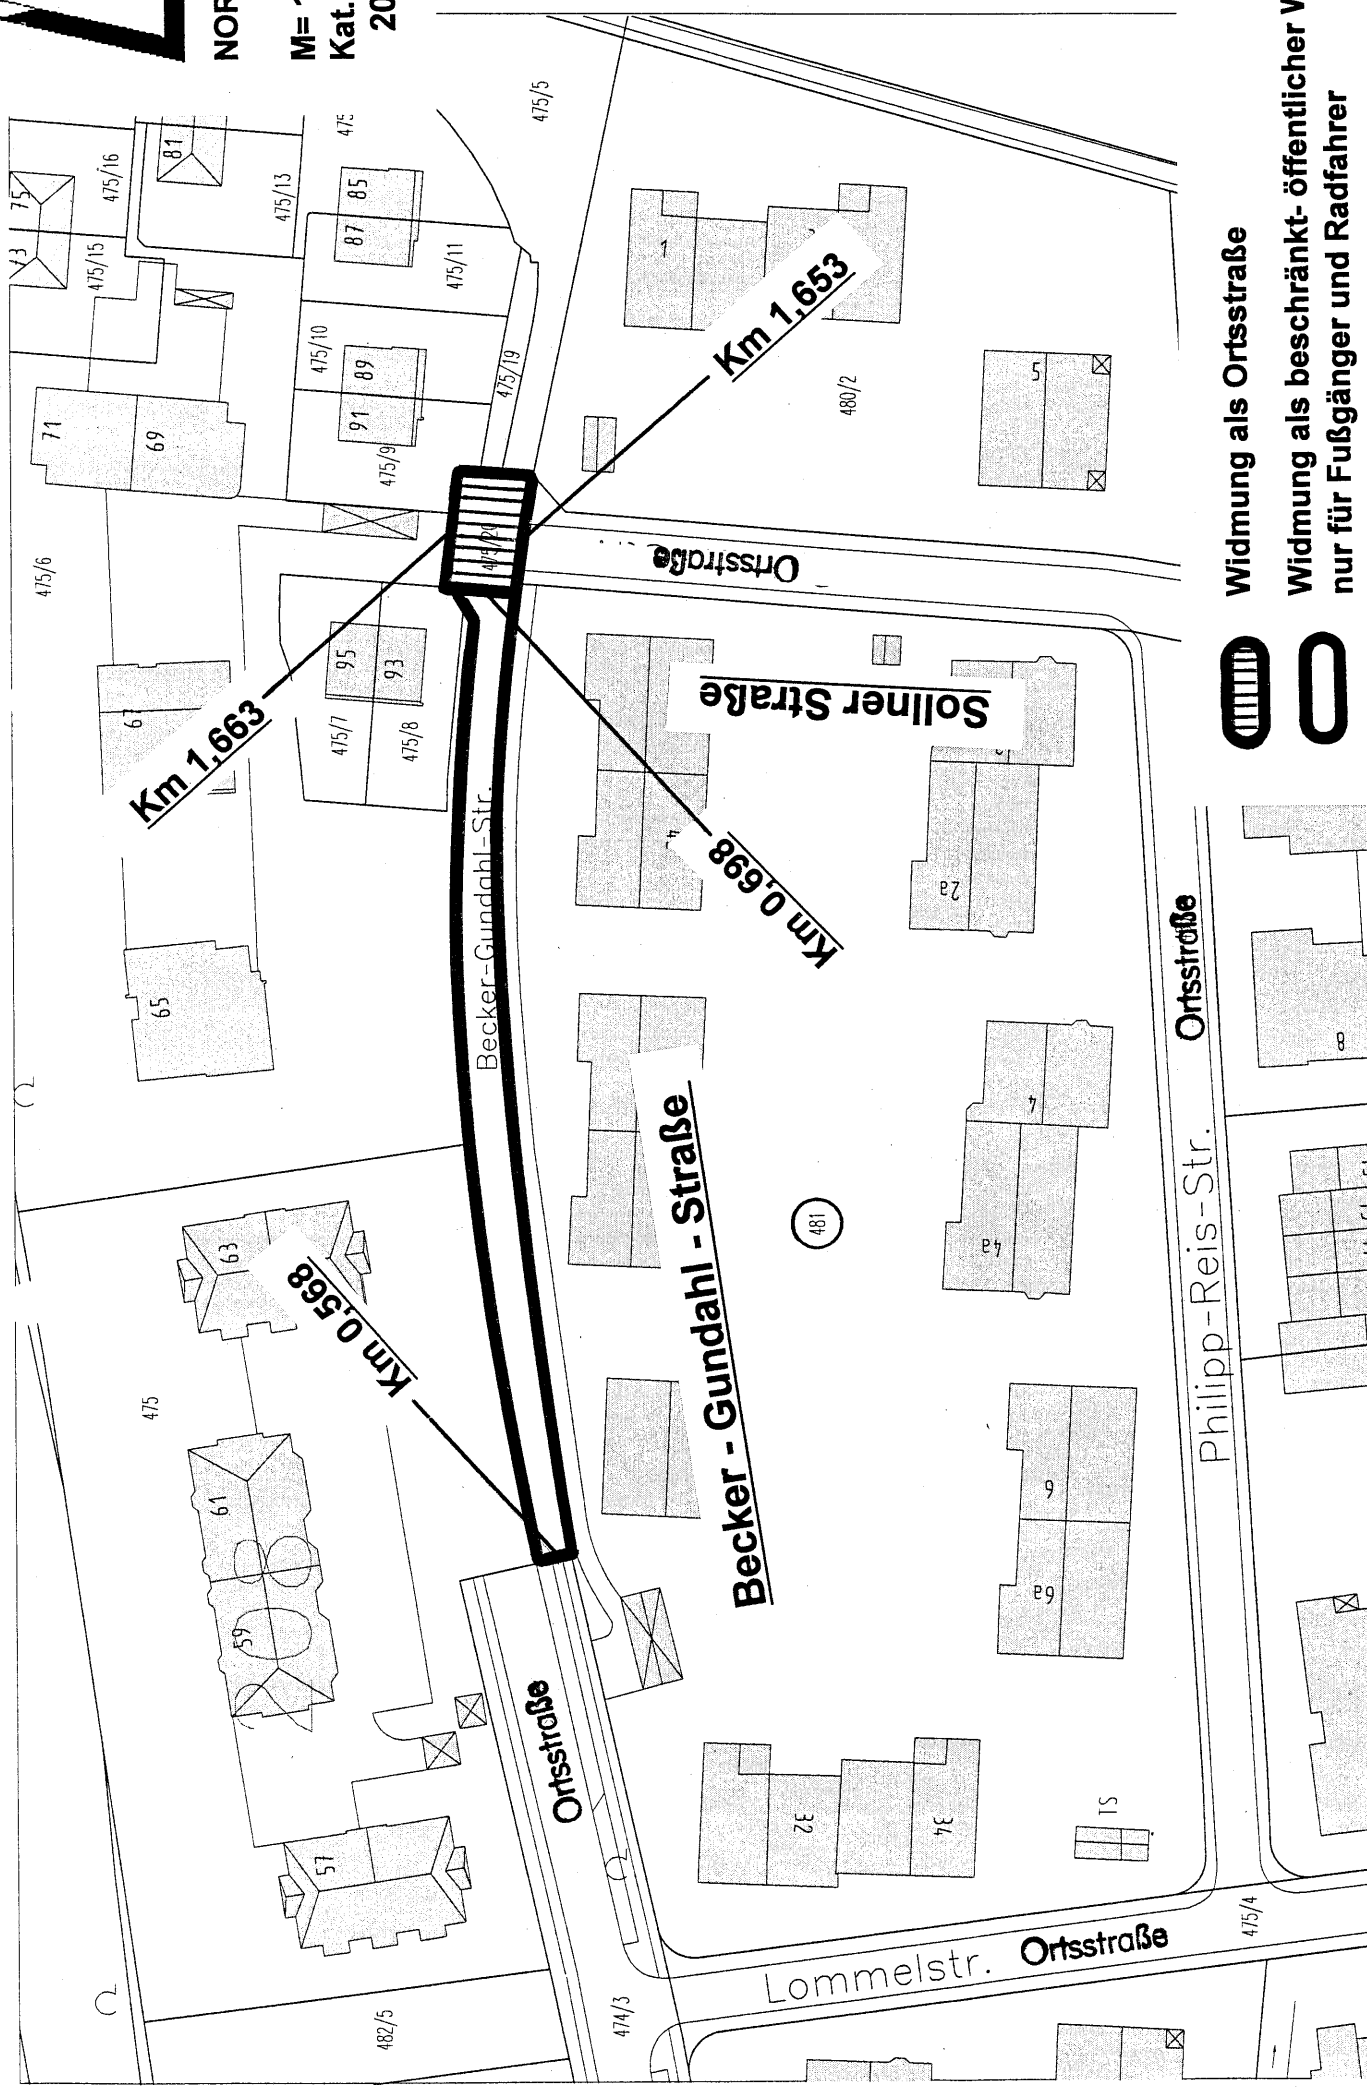 NOR
M=
Kat.
20
475/5
475
75
73
475/16
81
475/15
475/13
87
85
475/11
475/10
89
91
475/9
475/19
71
69
475/6
475/20
1
Km 1,653
480/2
5
Ortsstraße
Km 1,663
67
95
93
475/7
475/8
Becker-Gundahl-Str.
65
Sollner Straße
Km 0,698
2a
63
Km 0,568
475
61
59
57
Becker - Gundahl - Straße
481
4
4a
6
6a
Ortsstraße
Philipp-Reis-Str.
8
Ortsstraße
32
34
ST
Lommelstr.
Ortsstraße
475/4
474/3
482/5
Widmung als Ortsstraße
Widmung als beschränkt- öffentlicher
nur für Fußgänger und Radfahrer